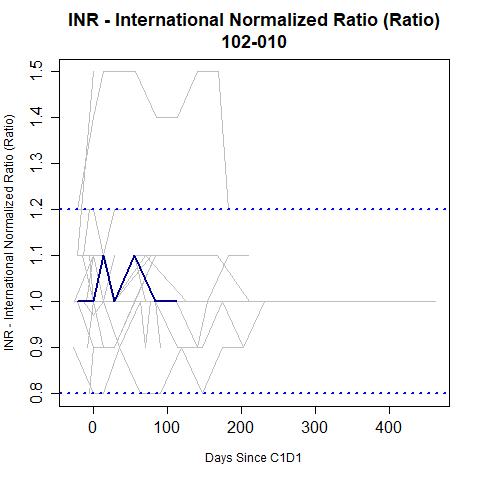 INR - International Normalized Ratio (Ratio)
102-010
INR - International Normalized Ratio (Ratio)
1.5
1.4
1.3
1.2
1.1
1.0
0.9
0.8
0 100 200 300 400
Days Since C1D1